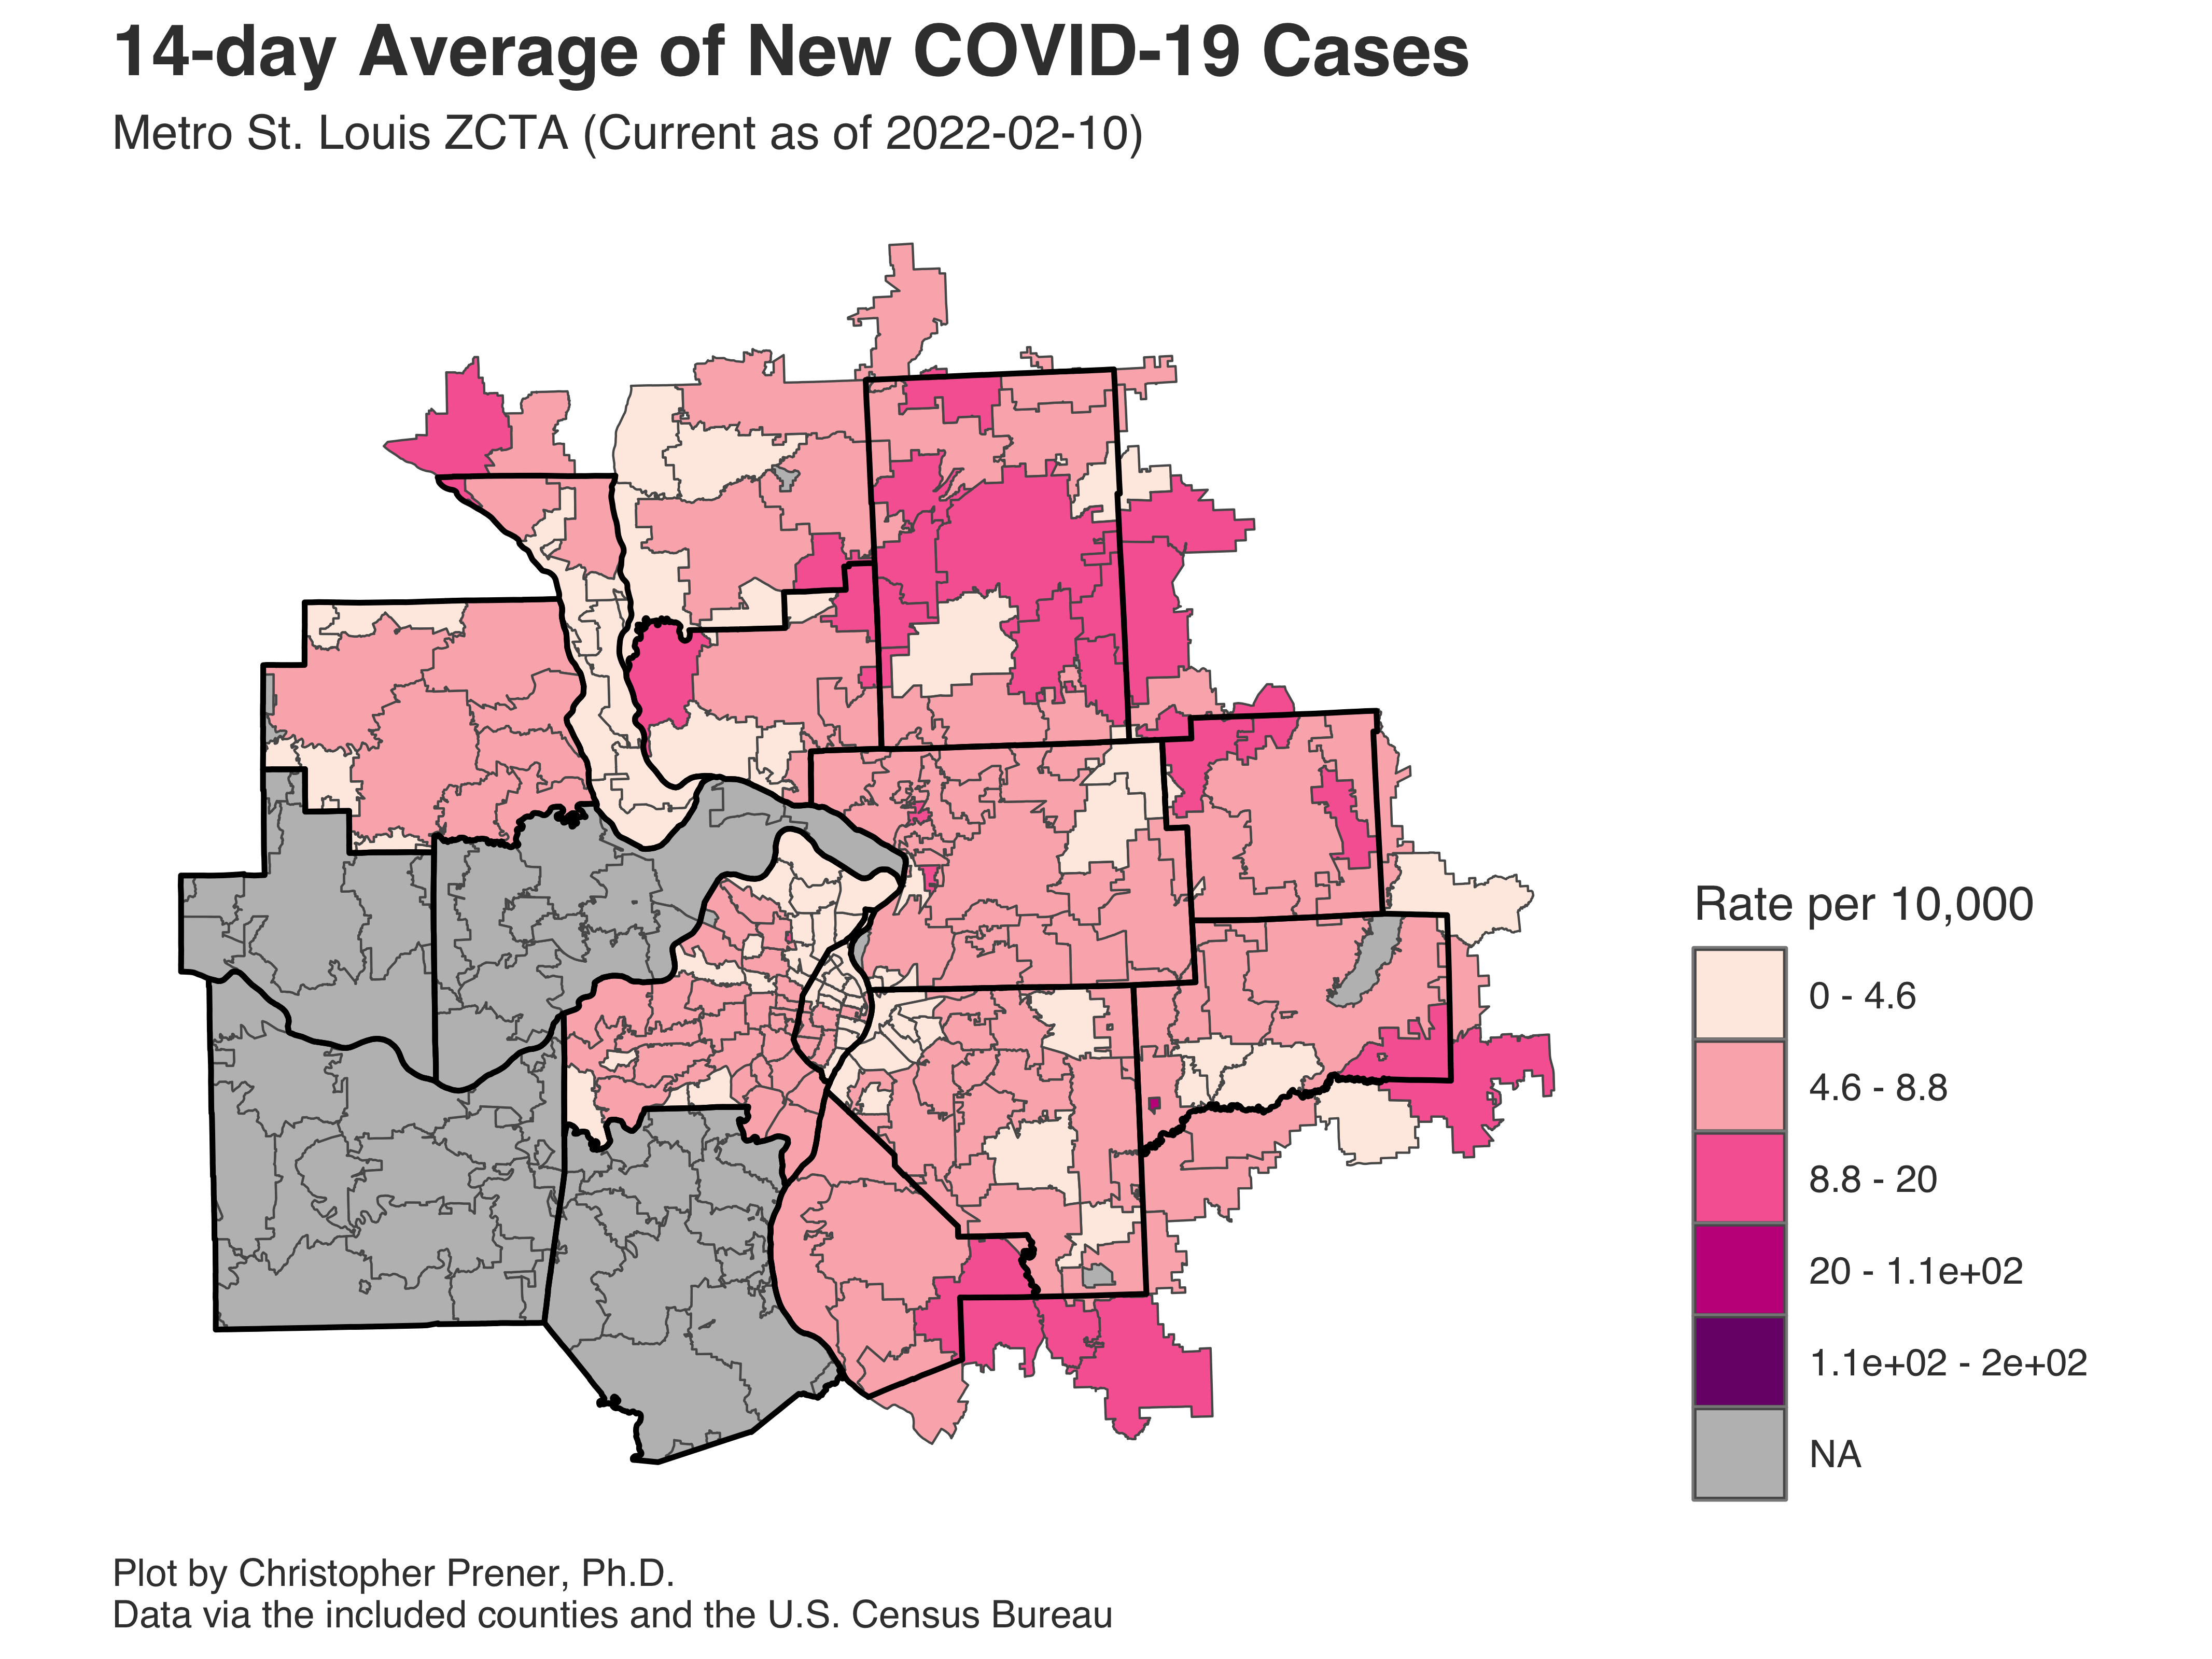 14-day Average of New COVID-19 Cases
Metro St. Louis ZCTA (Current as of 2022-02-10)
Rate per 10,000
0 - 4.6
4.6 - 8.8
8.8 - 20
20 - 1.1e+02
1.1e+02 - 2e+02
NA
Plot by Christopher Prener, Ph.D.
Data via the included counties and the U.S. Census Bureau